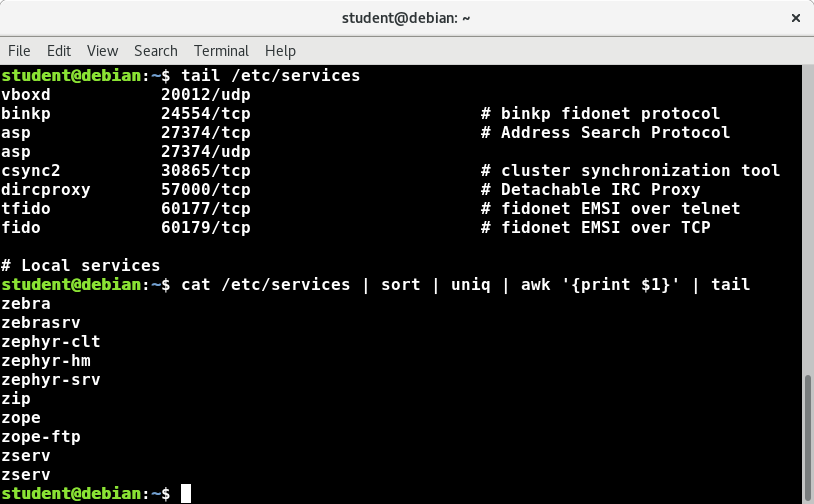 student@debian: ~ ×
File Edit View Search Terminal Help
student@debian:~$ tail /etc/services
vboxd           20012/udp
binkp           24554/tcp                       # binkp fidonet protocol
asp             27374/tcp                       # Address Search Protocol
asp             27374/udp
csync2          30865/tcp                       # cluster synchronization tool
dircproxy       57000/tcp                       # Detachable IRC Proxy
tfido           60177/tcp                       # fidonet EMSI over telnet
fido            60179/tcp                       # fidonet EMSI over TCP

# Local services
student@debian:~$ cat /etc/services | sort | uniq | awk '{print $1}' | tail
zebra
zebrasrv
zephyr-clt
zephyr-hm
zephyr-srv
zip
zope
zope-ftp
zserv
zserv
student@debian:~$